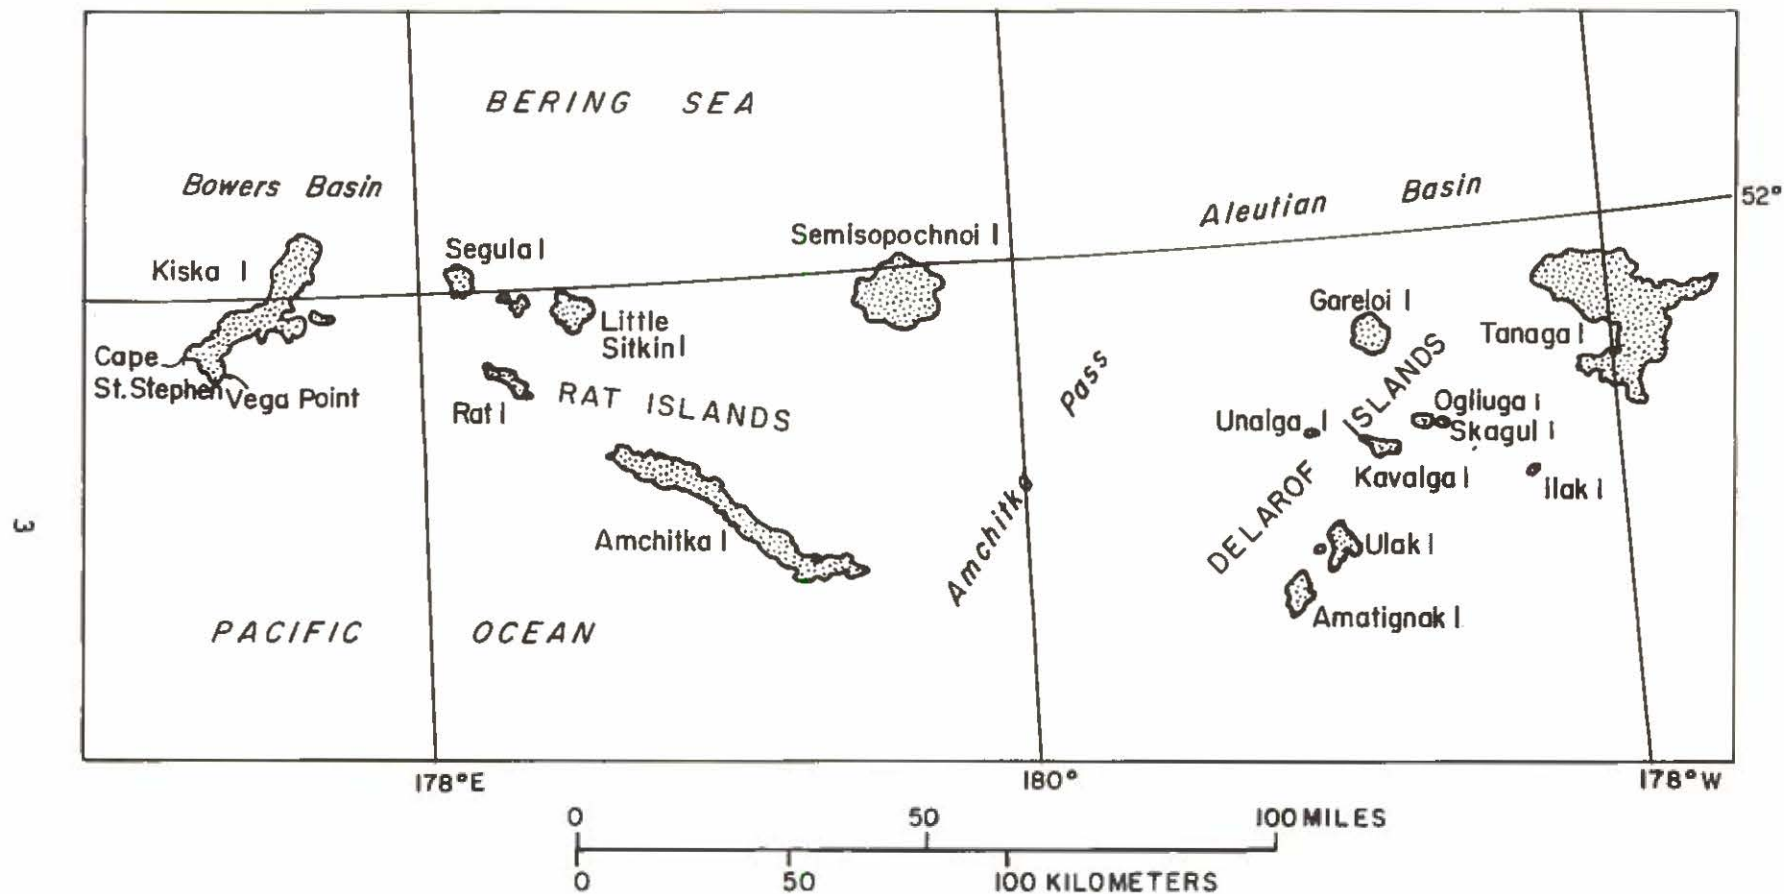 BERING SEA
Bowers Basin
Aleutian Basin
52°
Semisopochnoi I
Segula I
Kiska I
Gareloi I
Little
Sitkin I
Tanaga I
Cape
St. Stephen
Vega Point
RAT ISLANDS
Rat I
Pass
Amchitka
DELAROF ISLANDS
Ogliuga I
Unalga I
Skagul I
Kavalga I
Ilak I
Amchitka I
Ulak I
Amatignak I
PACIFIC OCEAN
3
178°E
180°
178°W
0 50 100 MILES
0 50 100 KILOMETERS